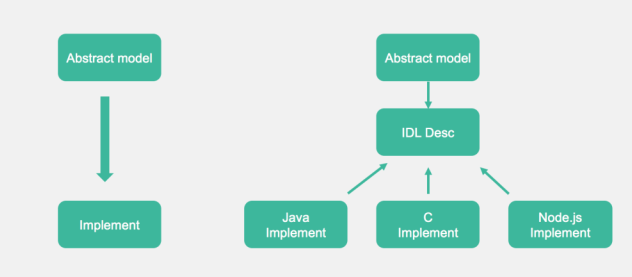 Abstract model
Implement
Abstract model
IDL Desc
Java
Implement
C
Implement
Node.js
Implement